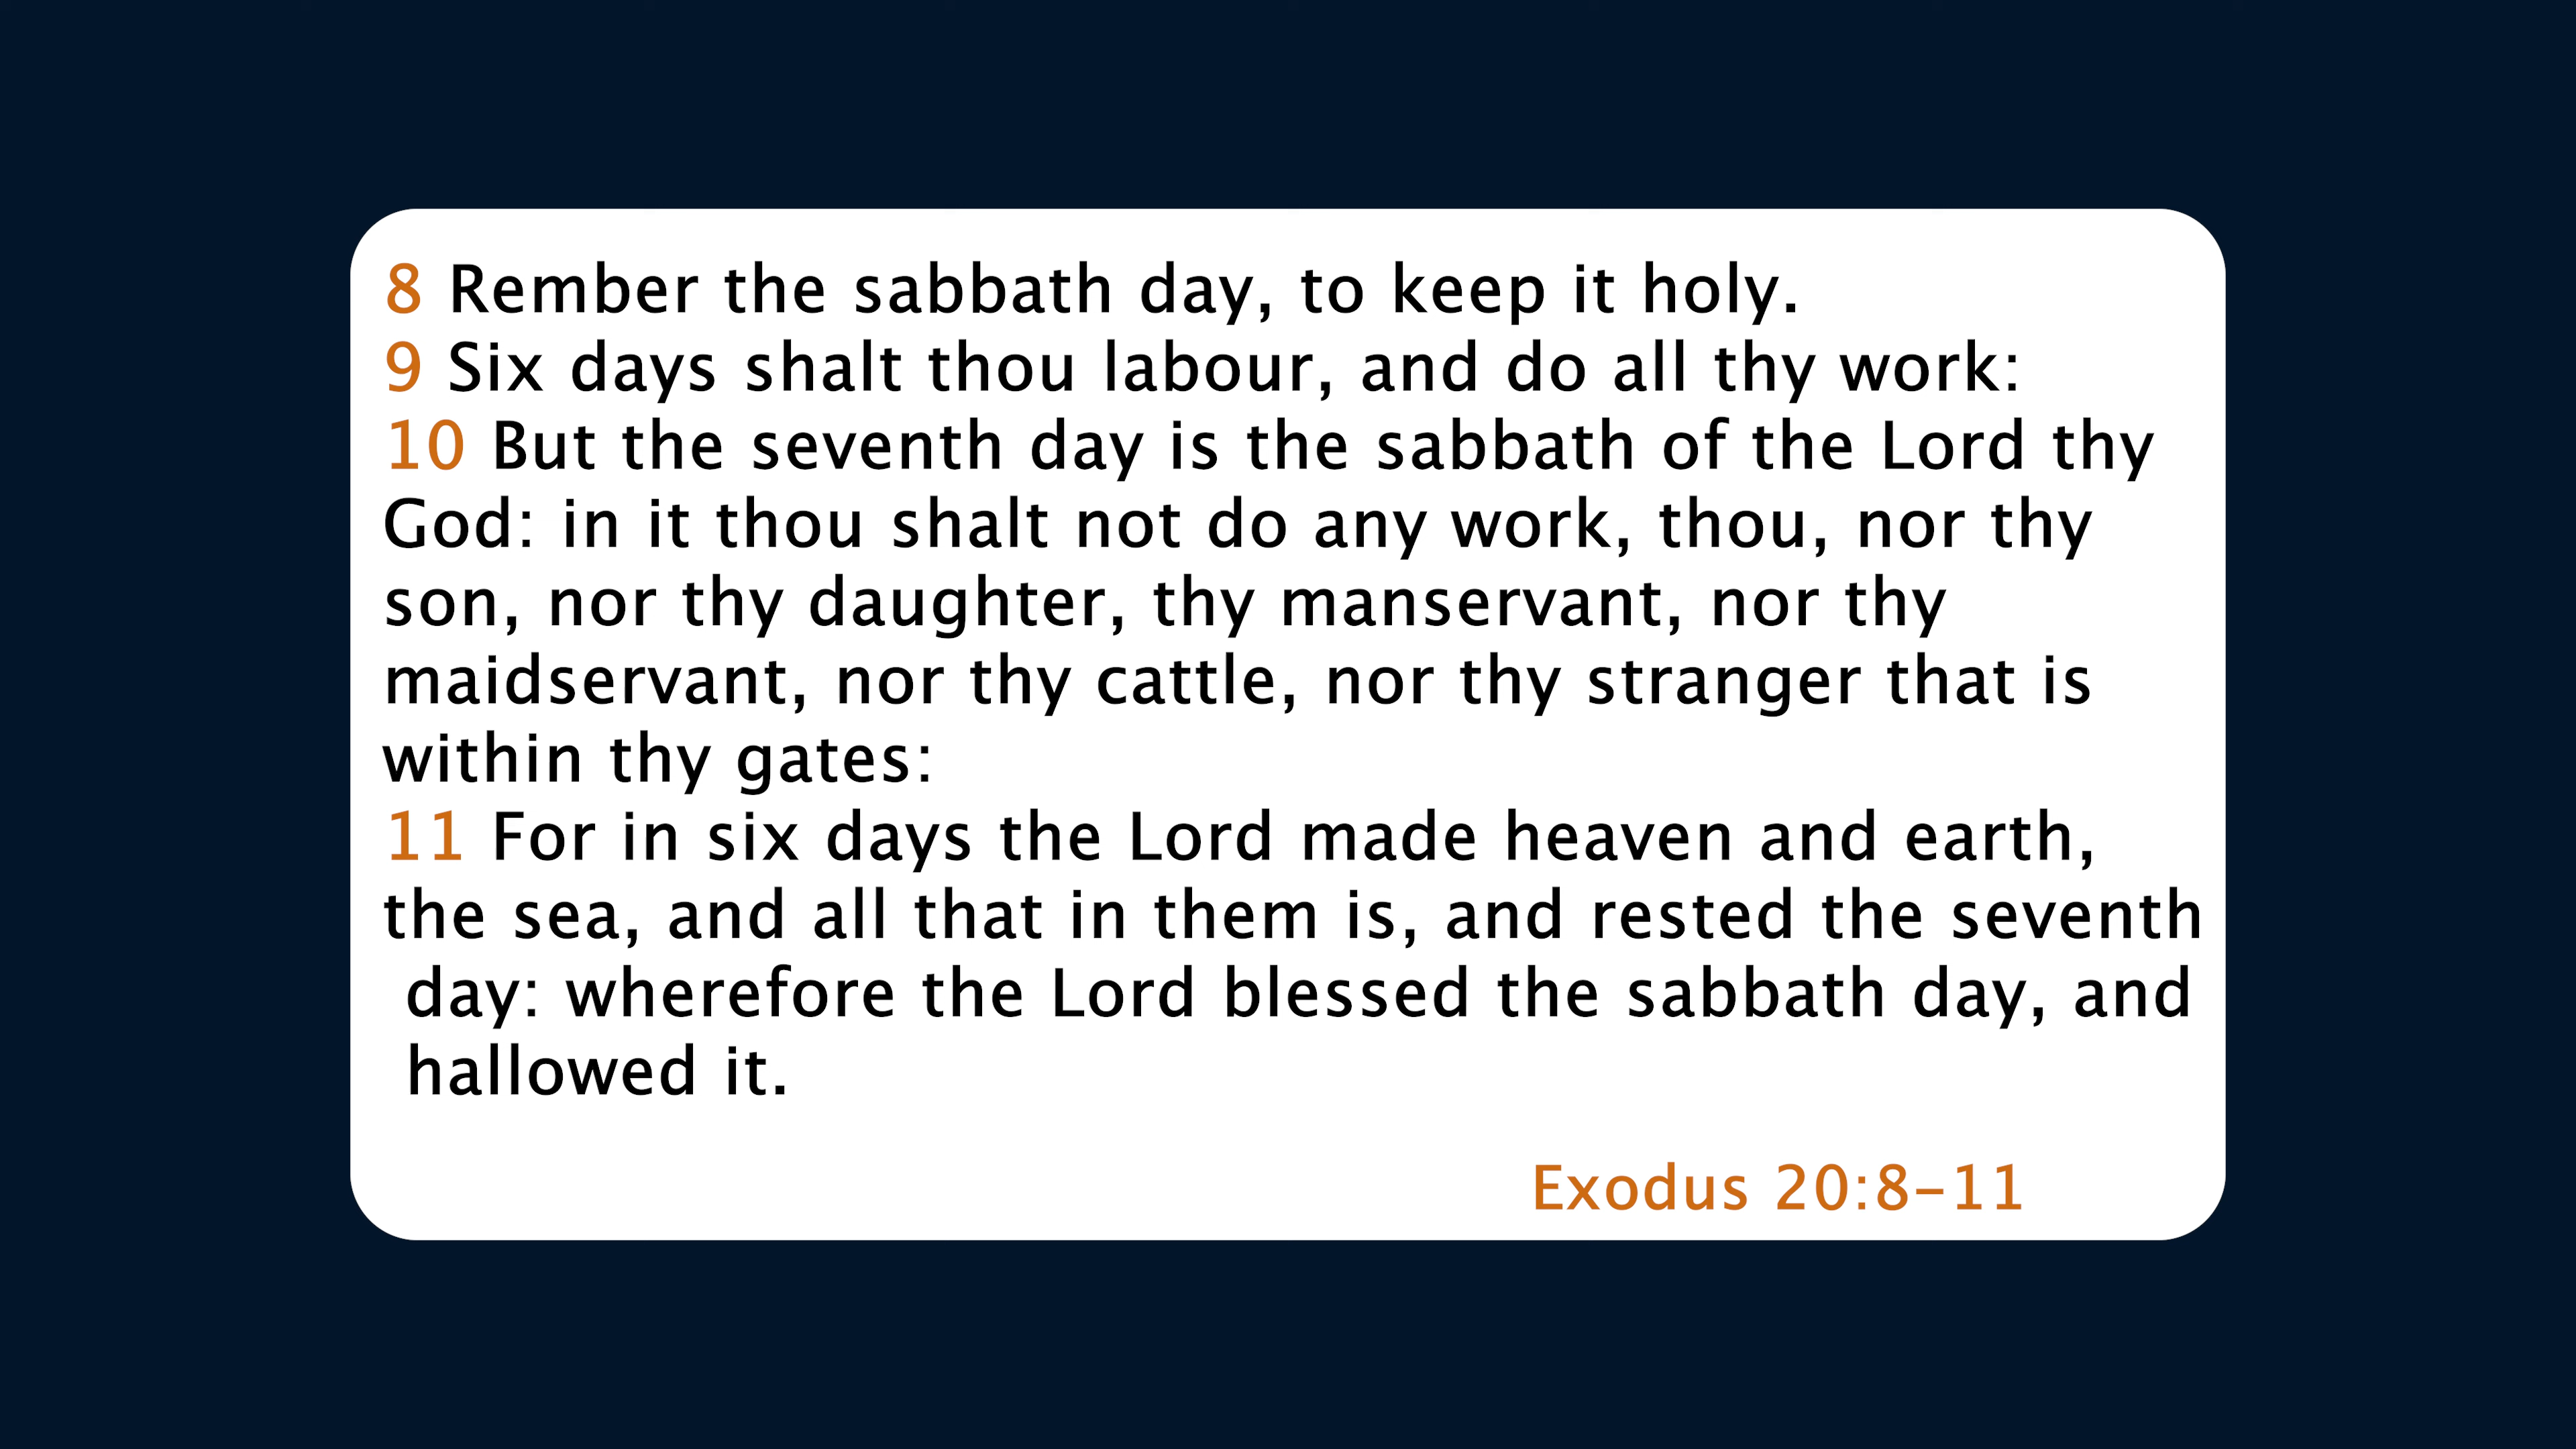 8 Rember the sabbath day, to keep it holy.
9 Six days shalt thou labour, and do all thy work:
10 But the seventh day is the sabbath of the Lord thy
God: in it thou shalt not do any work, thou, nor thy
son, nor thy daughter, thy manservant, nor thy
maidservant, nor thy cattle, nor thy stranger that is
within thy gates:
11 For in six days the Lord made heaven and earth,
the sea, and all that in them is, and rested the seventh
day: wherefore the Lord blessed the sabbath day, and
hallowed it.
Exodus 20:8–11